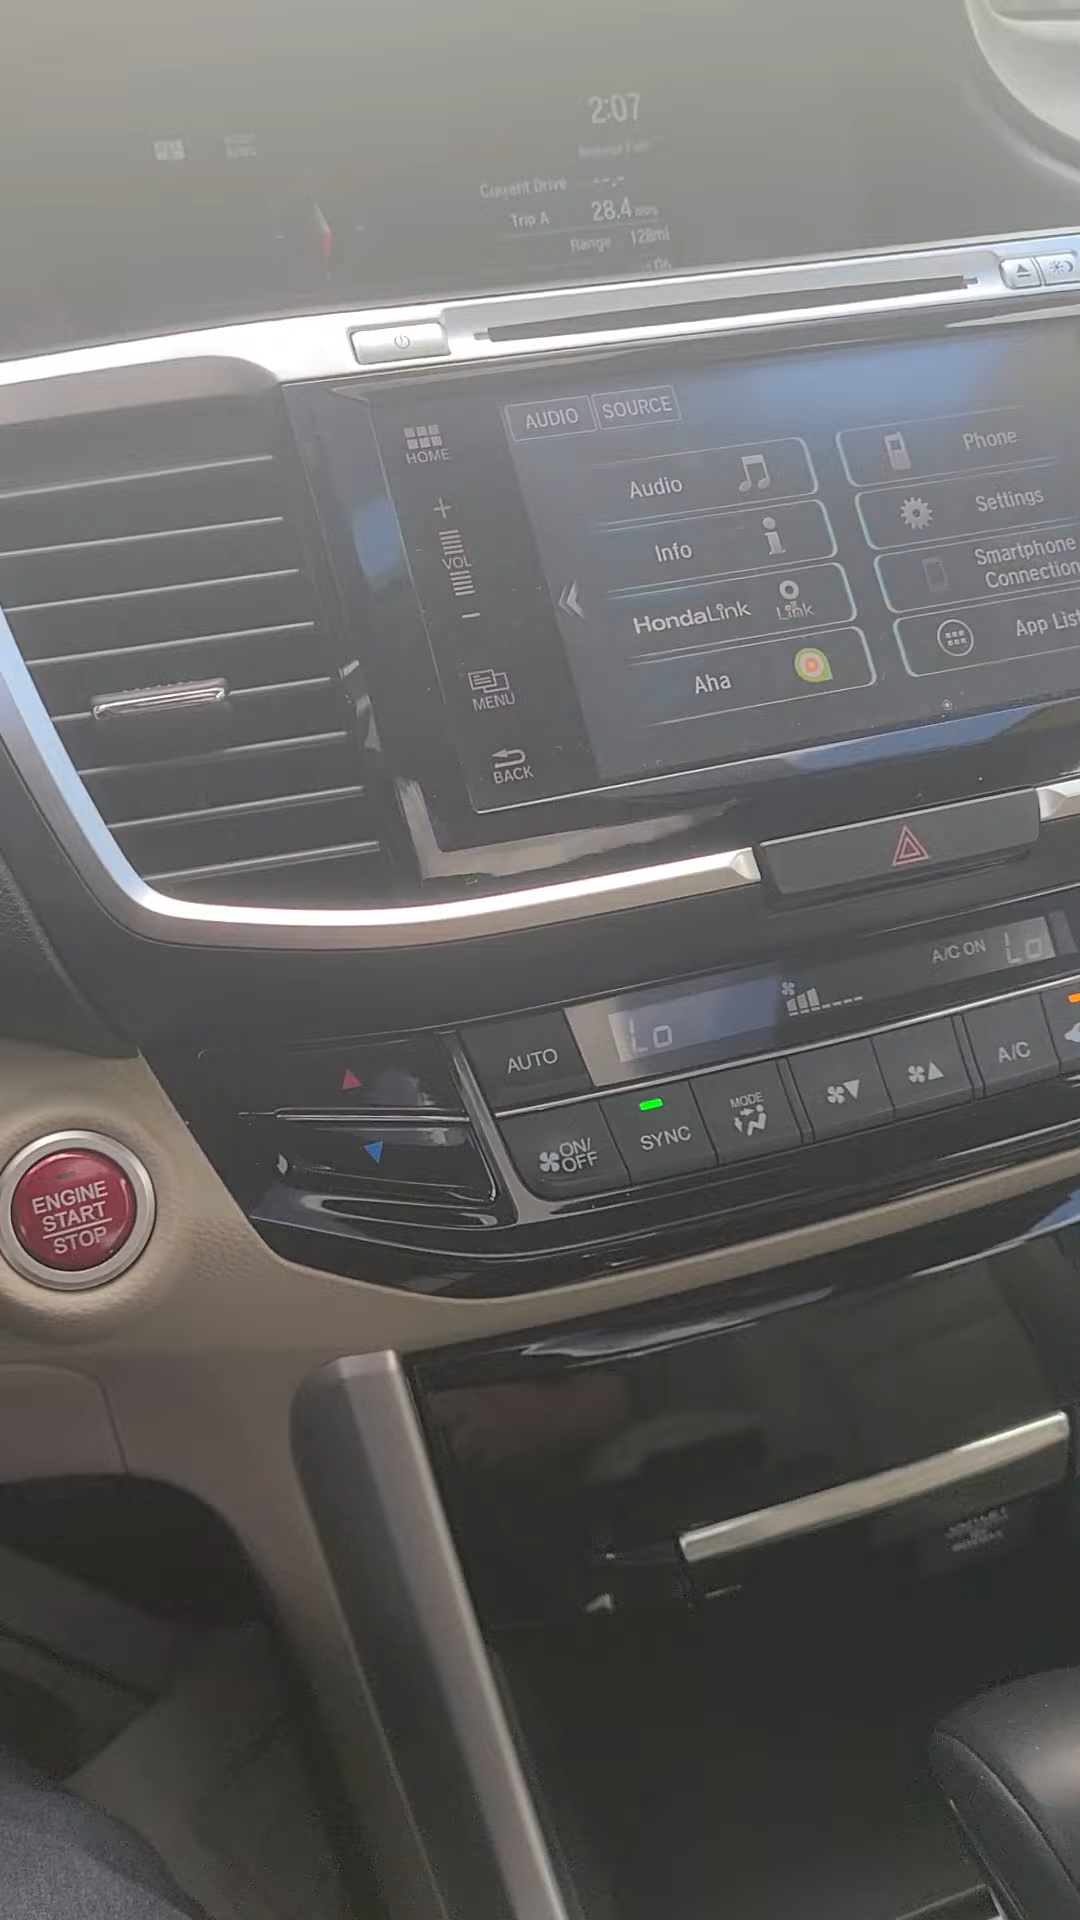 2:07
Current Drive --.-
Trip A 28.4
Range 128mi
AUDIO SOURCE
HOME
Audio
Phone
VOL
Info
Settings
HondaLink
Link
Smartphone
Connection
Aha
App List
MENU
BACK
A/C ON Lo
Lo
AUTO
ON/
OFF
SYNC
MODE
A/C
ENGINE
START
STOP